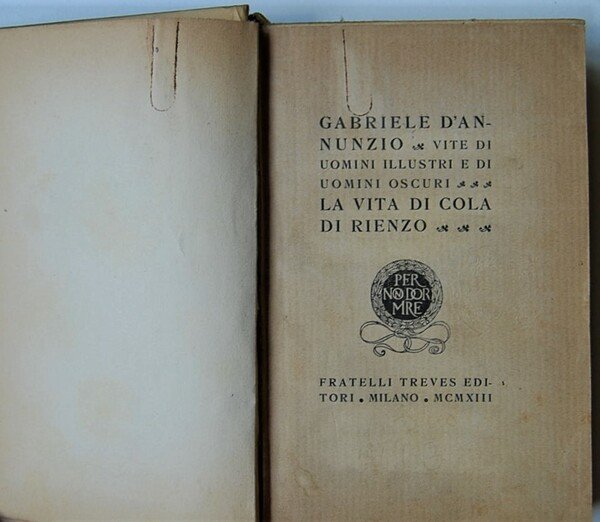 GABRIELE D'AN-
NUNZIO VITE DI
UOMINI ILLUSTRI E DI
UOMINI OSCURI
LA VITA DI COLA
DI RIENZO
PER
NON DOR
MIRE
FRATELLI TREVES EDI-
TORI • MILANO • MCMXIII